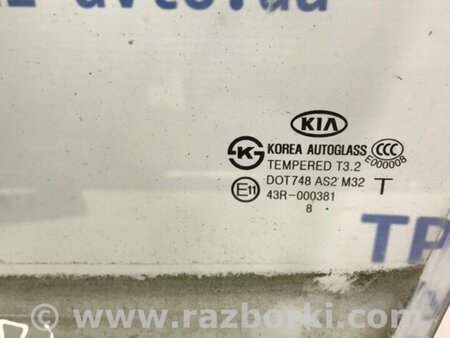 KIA
KOREA AUTOGLASS
CCC
E000008
TEMPERED T3.2
DOT748 AS2 M32 T
E11
43R-000381
8
© www.razborki.com